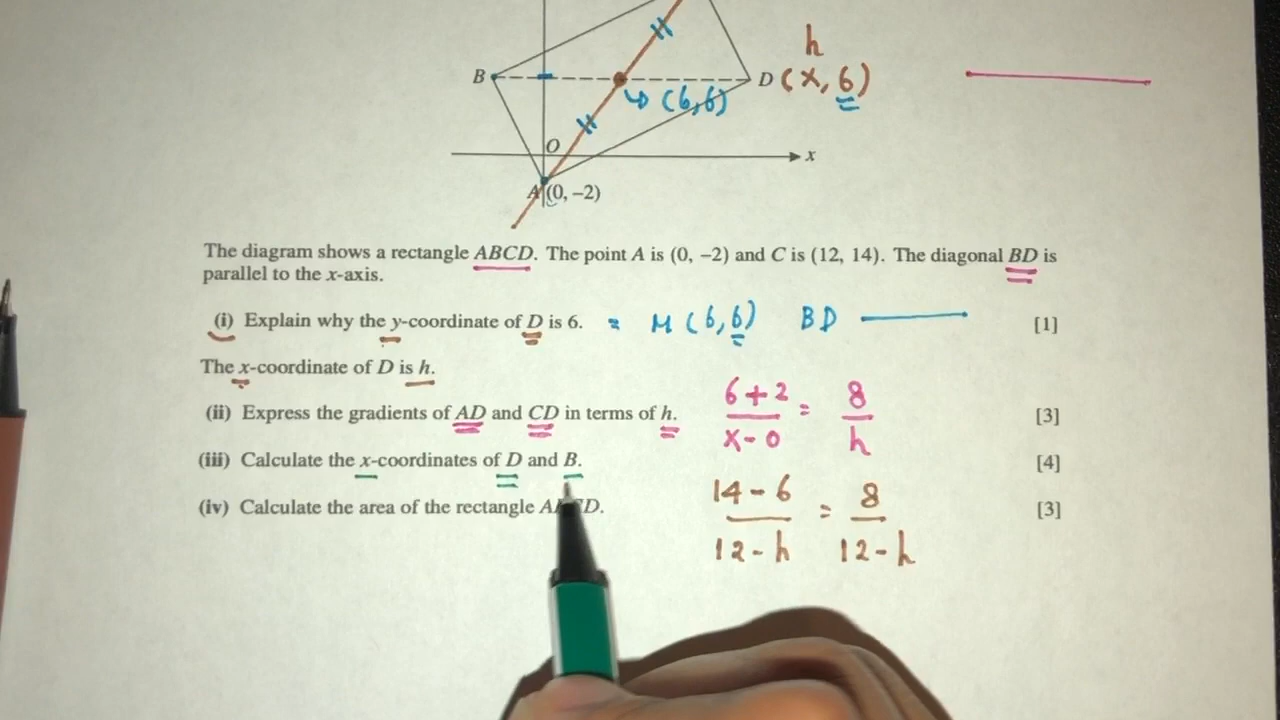 h
B
D (x, 6)
(6,6)
O
x
A (0, –2)
The diagram shows a rectangle ABCD. The point A is (0, –2) and C is (12, 14). The diagonal BD is
parallel to the x-axis.
(i) Explain why the y-coordinate of D is 6. = M (6,6) BD [1]
The x-coordinate of D is h.
(ii) Express the gradients of AD and CD in terms of h. [3]
6+2 / x-0 = 8 / h
(iii) Calculate the x-coordinates of D and B. [4]
14-6 / 12-h = 8 / 12-h
(iv) Calculate the area of the rectangle ABCD. [3]